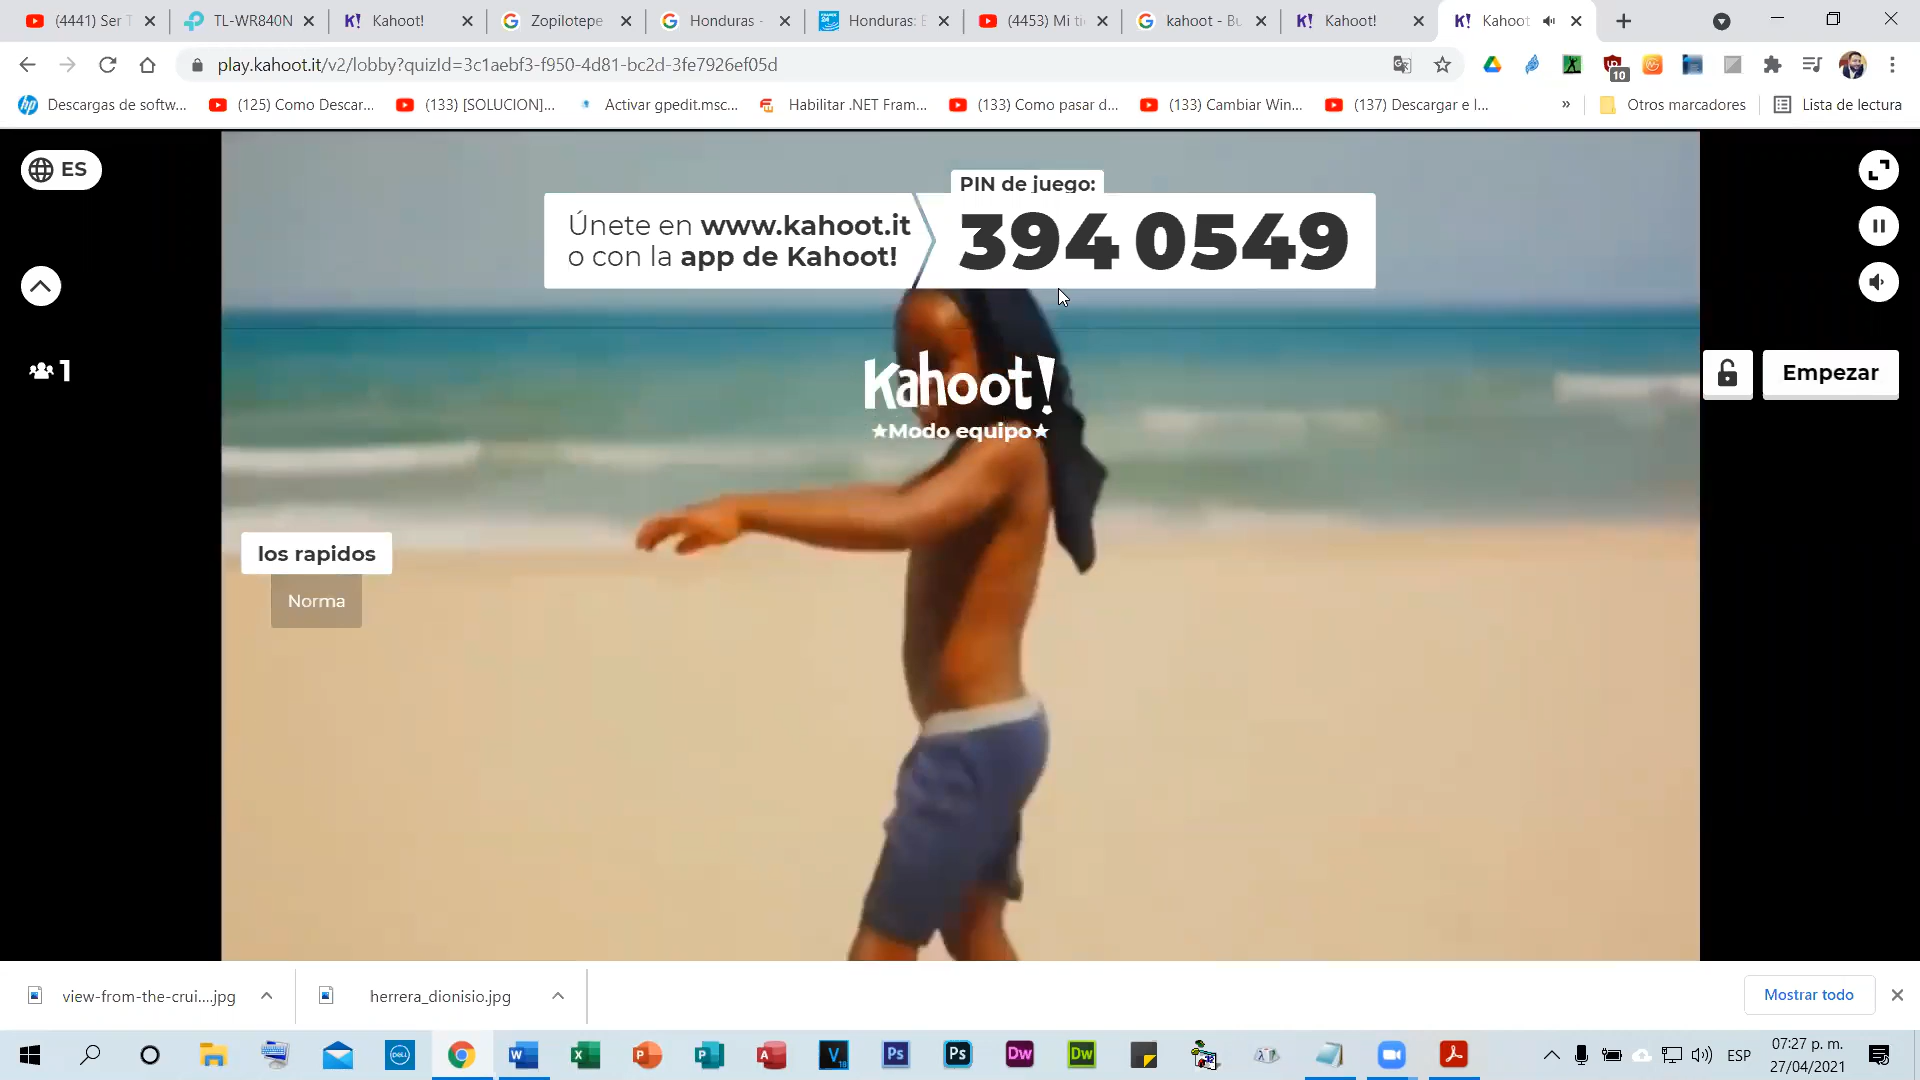 (4441) Ser T
TL-WR840N
Kahoot!
Zopilotepe
Honduras -
Honduras: E
(4453) Mi ti
kahoot - Bu
Kahoot!
Kahoot
play.kahoot.it/v2/lobby?quizId=3c1aebf3-f950-4d81-bc2d-3fe7926ef05d
10
Descargas de softw...
(125) Como Descar...
(133) [SOLUCION]...
Activar gpedit.msc...
Habilitar .NET Fram...
(133) Como pasar d...
(133) Cambiar Win...
(137) Descargar e I...
»
Otros marcadores
Lista de lectura
ES
PIN de juego:
Únete en www.kahoot.it
o con la app de Kahoot!
394 0549
1
Kahoot!
★Modo equipo★
Empezar
los rapidos
Norma
view-from-the-crui....jpg
herrera_dionisio.jpg
Mostrar todo
ESP
07:27 p. m.
27/04/2021